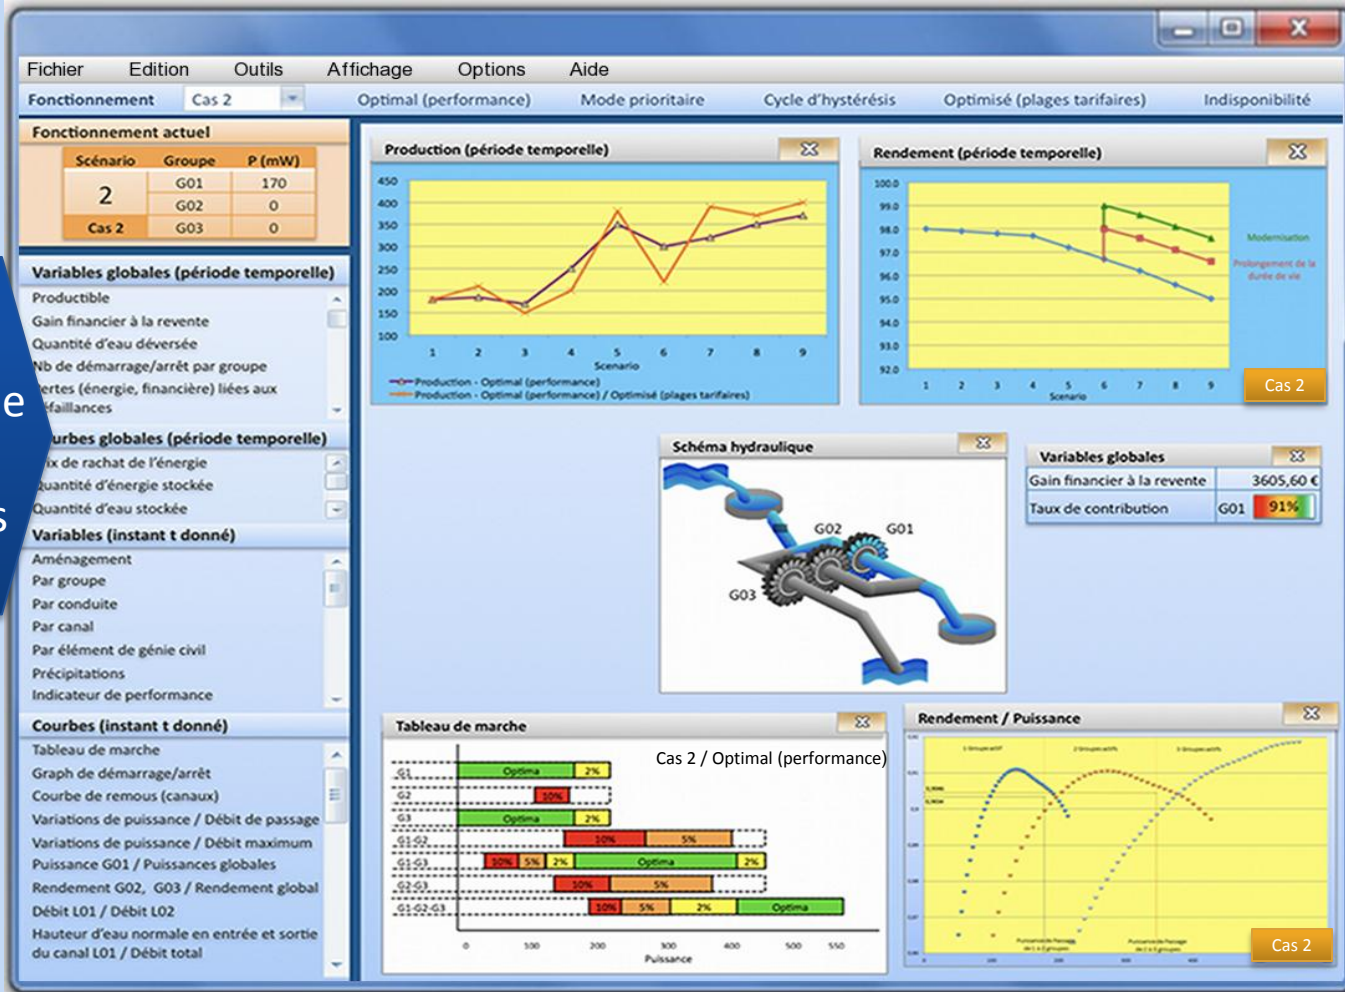 Fichier Edition Outils Affichage Options Aide
Fonctionnement Cas 2 Optimal (performance) Mode prioritaire Cycle d'hystérésis Optimisé (plages tarifaires) Indisponibilité
Fonctionnement actuel
Scénario Groupe P (mW)
2 G01 170
G02 0
Cas 2 G03 0
Variables globales (période temporelle)
Productible
Gain financier à la revente
Quantité d'eau déversée
Nb de démarrage/arrêt par groupe
(énergie, financière) liées aux
e
s
globales (période temporelle)
de rachat de l'énergie
Quantité d'énergie stockée
Quantité d'eau stockée
Variables (instant t donné)
Aménagement
Par groupe
Par conduite
Par canal
Par élément de génie civil
Précipitations
Indicateur de performance
Courbes (instant t donné)
Tableau de marche
Graph de démarrage/arrêt
Courbe de remous (canaux)
Variations de puissance / Débit de passage
Variations de puissance / Débit maximum
Puissance G01 / Puissances globales
Rendement G02, G03 / Rendement global
Débit L01 / Débit L02
Hauteur d'eau normale en entrée et sortie
du canal L01 / Débit total
Production (période temporelle)
450
400
350
300
250
200
150
100
1 2 3 4 5 6 7 8 9
Scenario
Production - Optimal (performance)
Production - Optimal (performance) / Optimisé (plages tarifaires)
Rendement (période temporelle)
100.0
99.0
98.0
97.0
96.0
95.0
94.0
93.0
92.0
1 2 3 4 5 6 7 8 9
Scenario
Modernisation
Prolongement de la
durée de vie
Cas 2
Schéma hydraulique
G02 G01
G03
Variables globales
Gain financier à la revente 3605,60 €
Taux de contribution G01 91%
Tableau de marche
Cas 2 / Optimal (performance)
G1 Optima 2%
G2 10%
G3 Optima 2%
G1-G2 10% 5%
G1-G3 10% 5% 2% Optima 2%
G2-G3 10% 5%
G1-G2-G3 10% 5% 2% Optima
0 100 200 300 400 500 550
Puissance
Rendement / Puissance
Puissance de Passage
Puissance de Passage
Cas 2